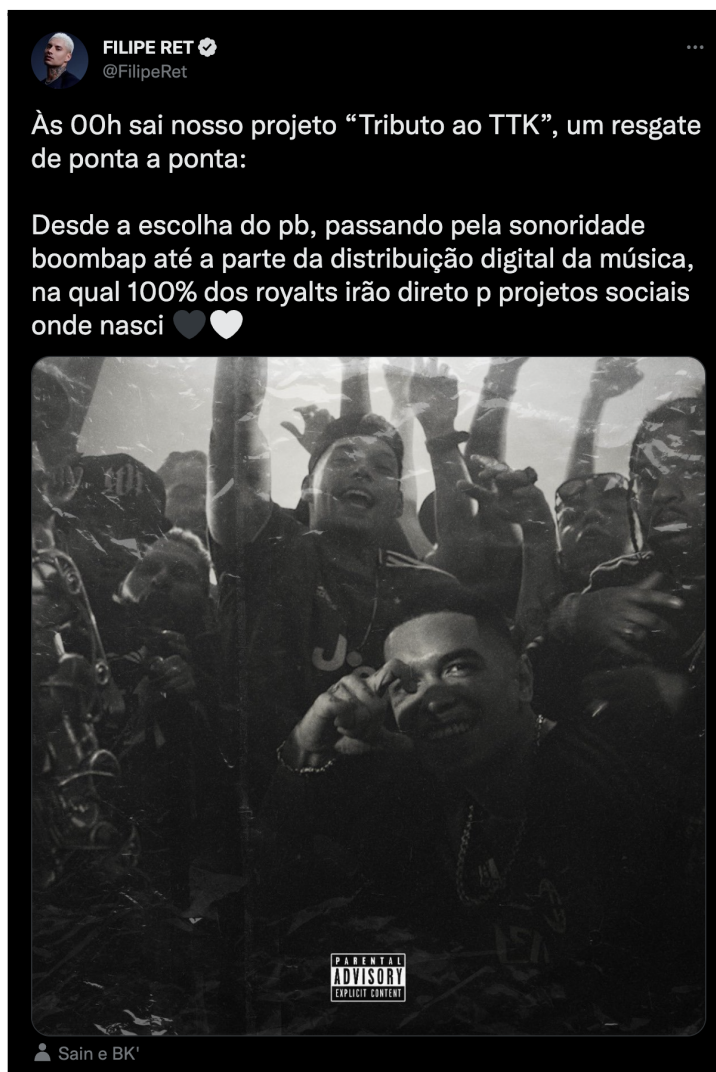 FILIPE RET
@FilipeRet
Às 00h sai nosso projeto “Tributo ao TTK”, um resgate
de ponta a ponta:
Desde a escolha do pb, passando pela sonoridade
boombap até a parte da distribuição digital da música,
na qual 100% dos royalts irão direto p projetos sociais
onde nasci 🖤🤍
PARENTAL
ADVISORY
EXPLICIT CONTENT
Sain e BK'